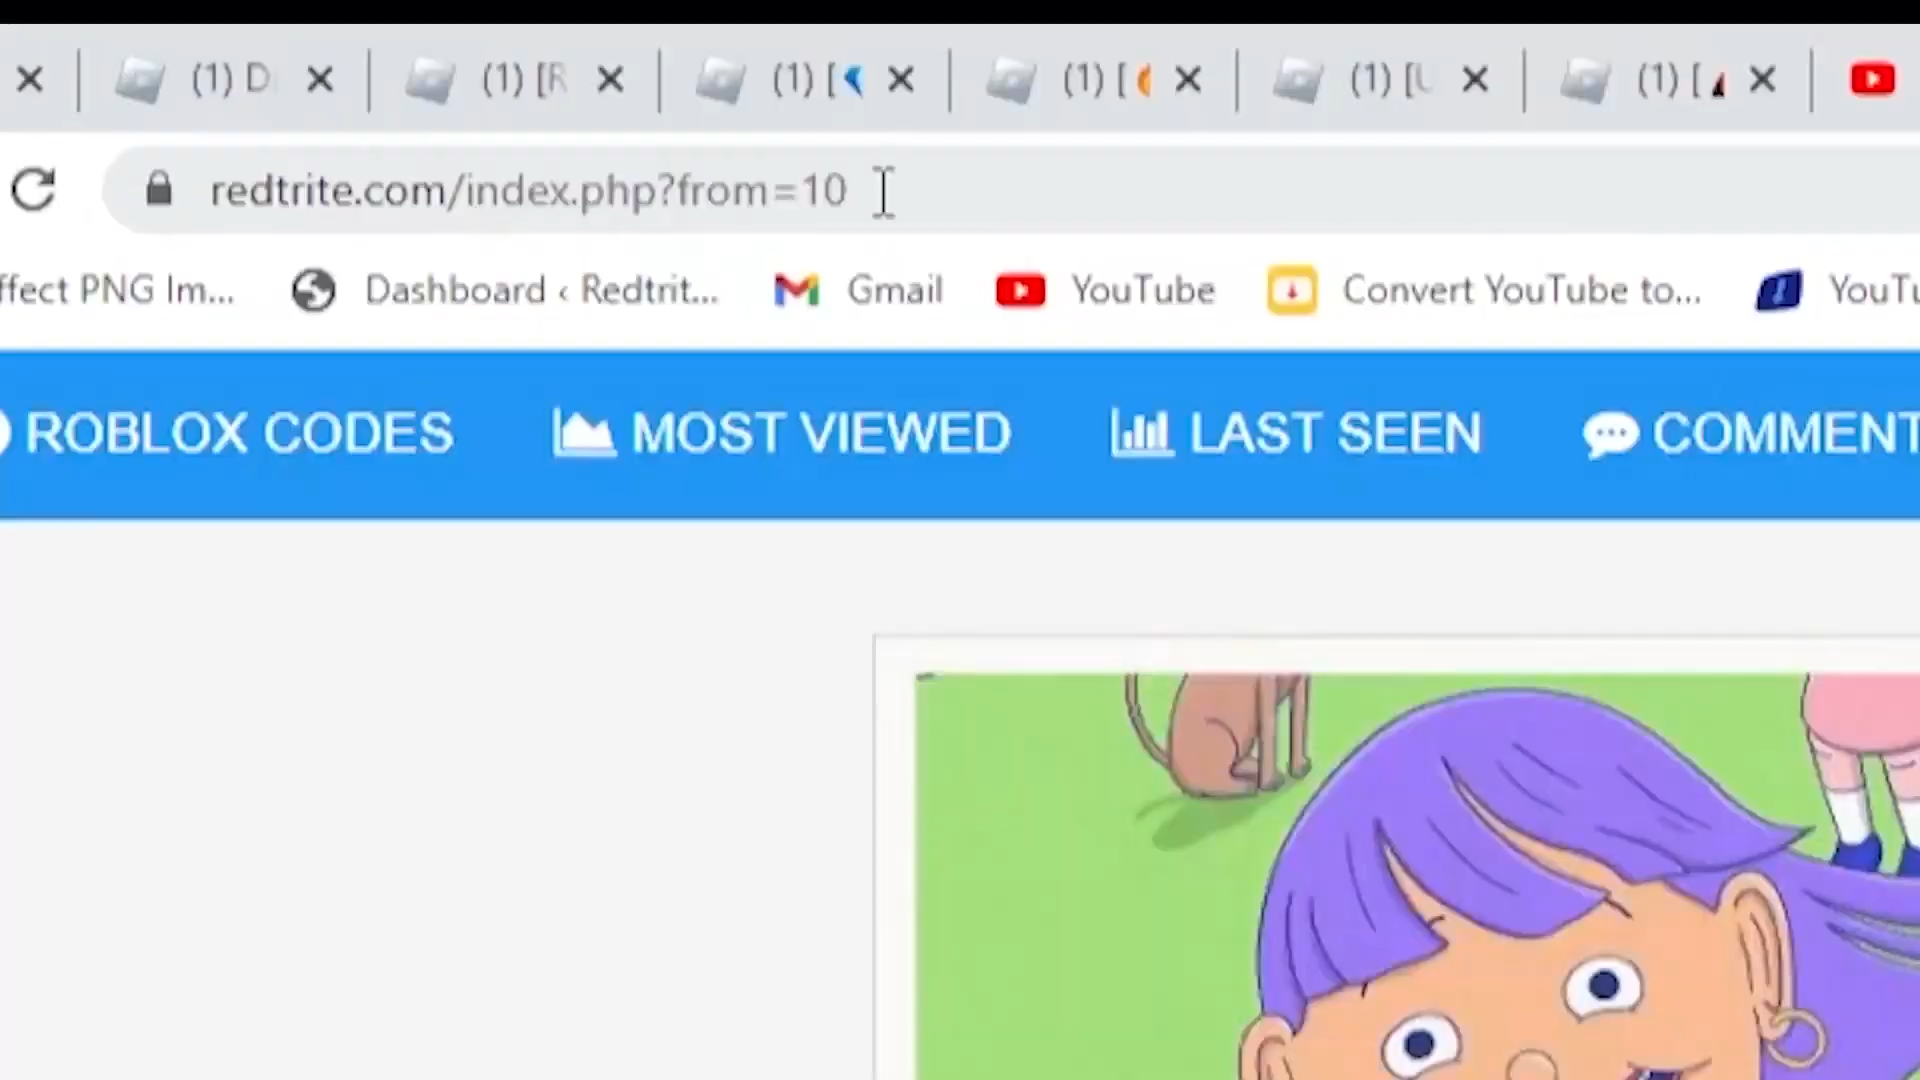 (1) D (1) [R (1) [ (1) [ (1) [U (1) [
redtrite.com/index.php?from=10
ffect PNG Im... Dashboard ‹ Redtrit... Gmail YouTube Convert YouTube to... YouTu
ROBLOX CODES MOST VIEWED LAST SEEN COMMENT